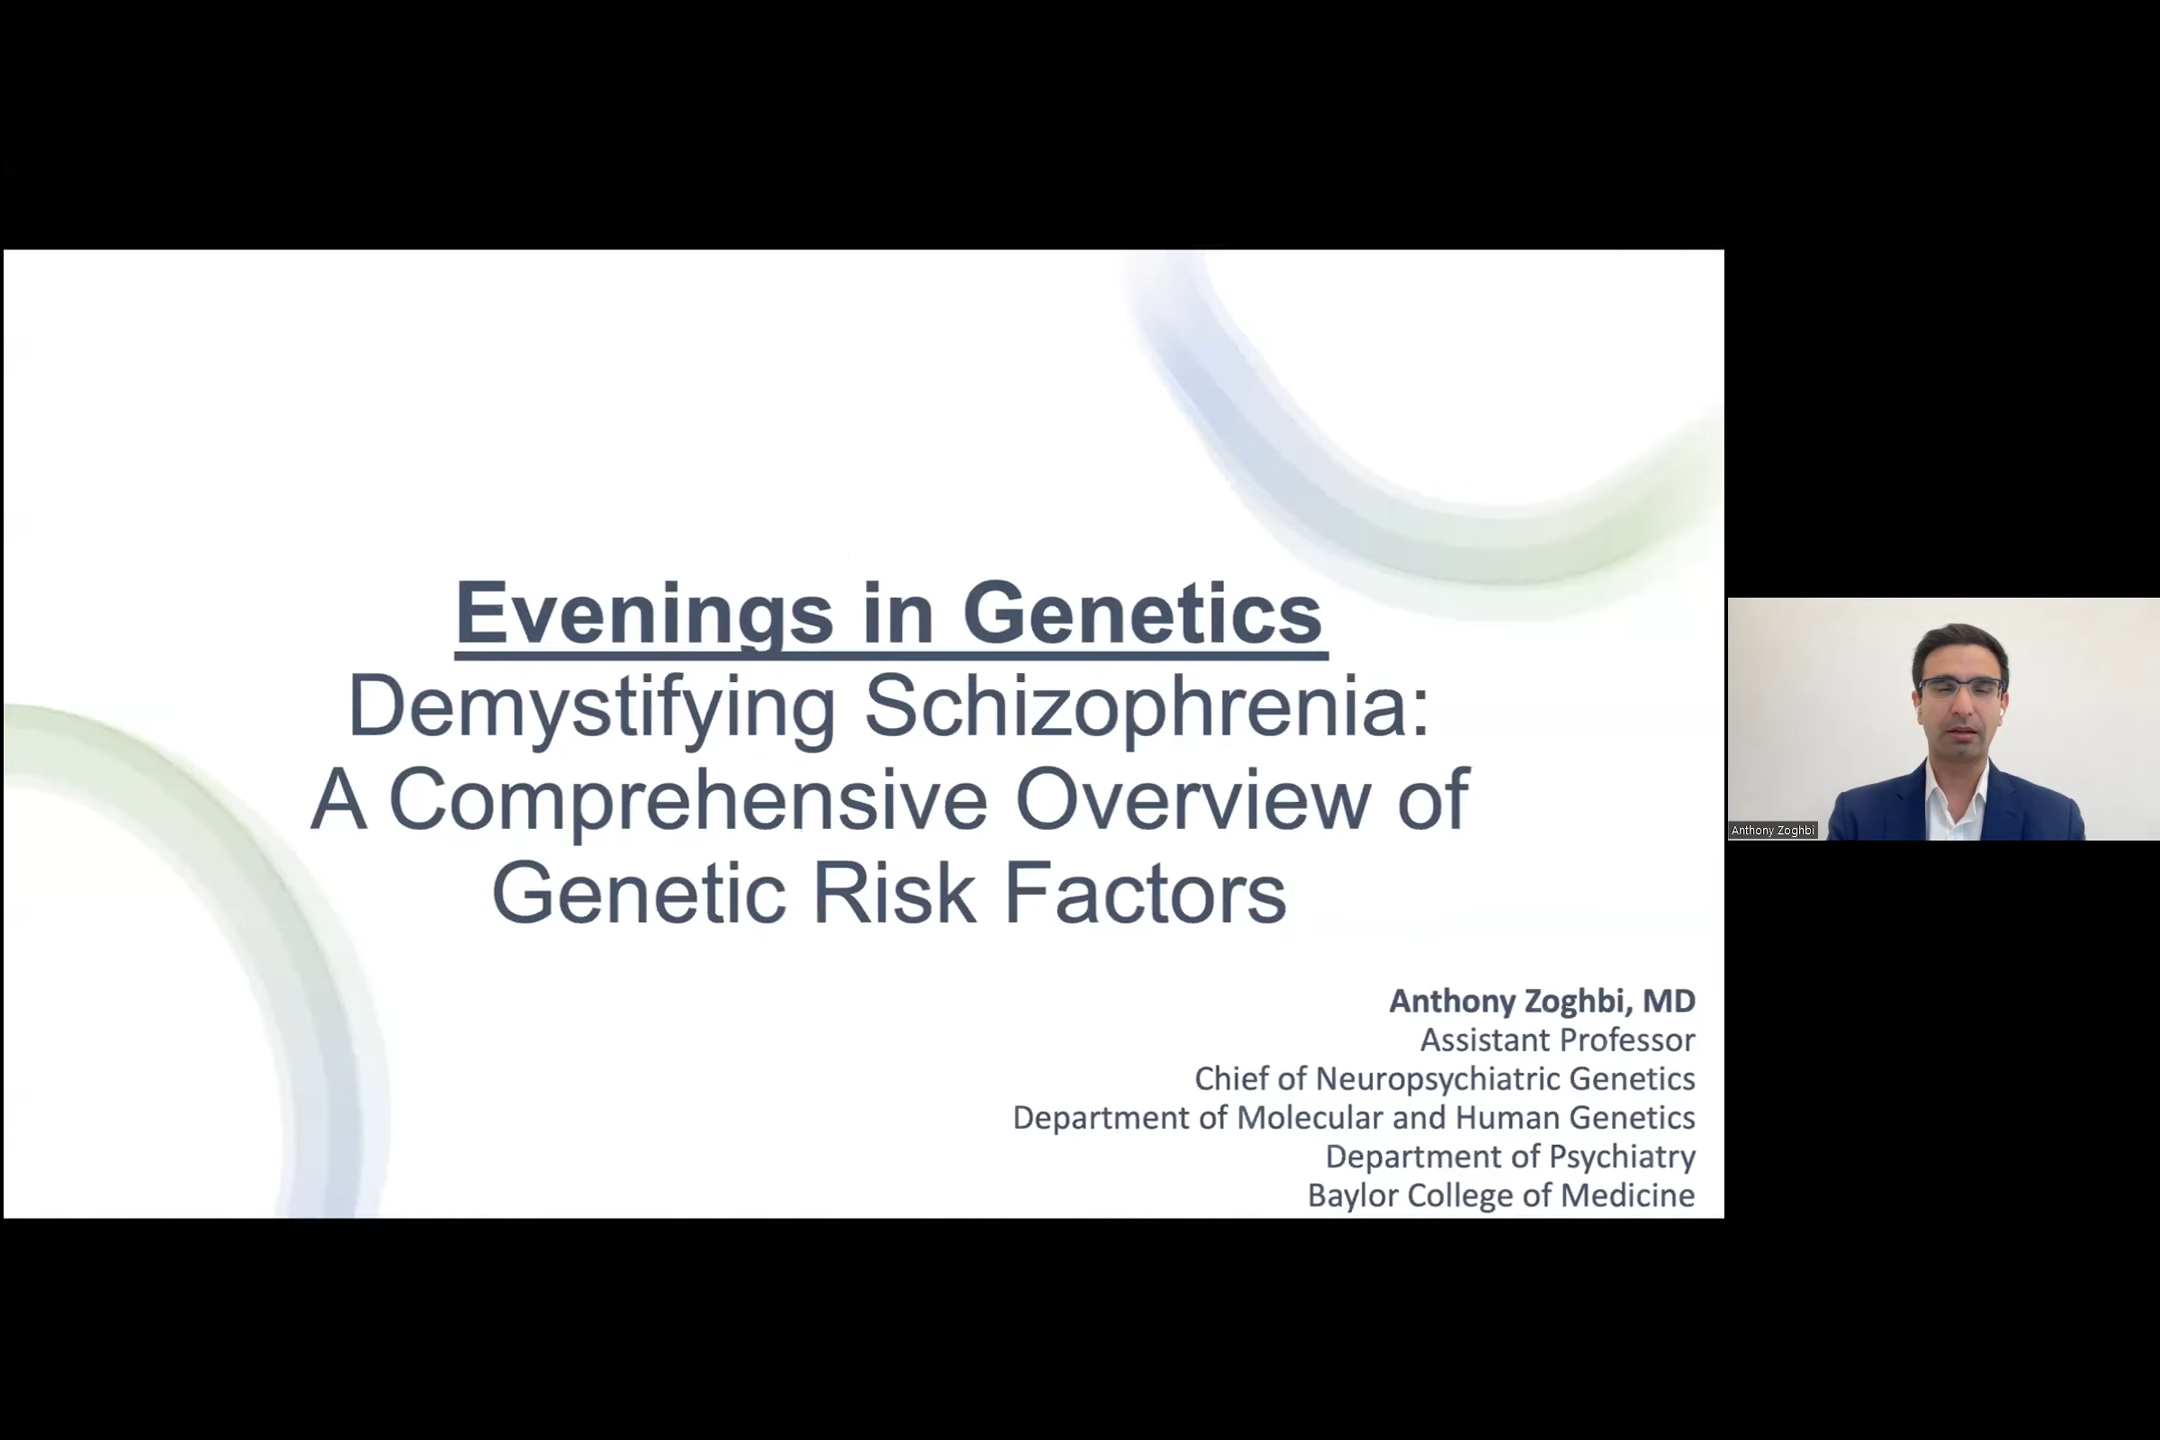 Evenings in Genetics
Demystifying Schizophrenia:
A Comprehensive Overview of
Genetic Risk Factors
Anthony Zoghbi, MD
Assistant Professor
Chief of Neuropsychiatric Genetics
Department of Molecular and Human Genetics
Department of Psychiatry
Baylor College of Medicine
Anthony Zoghbi